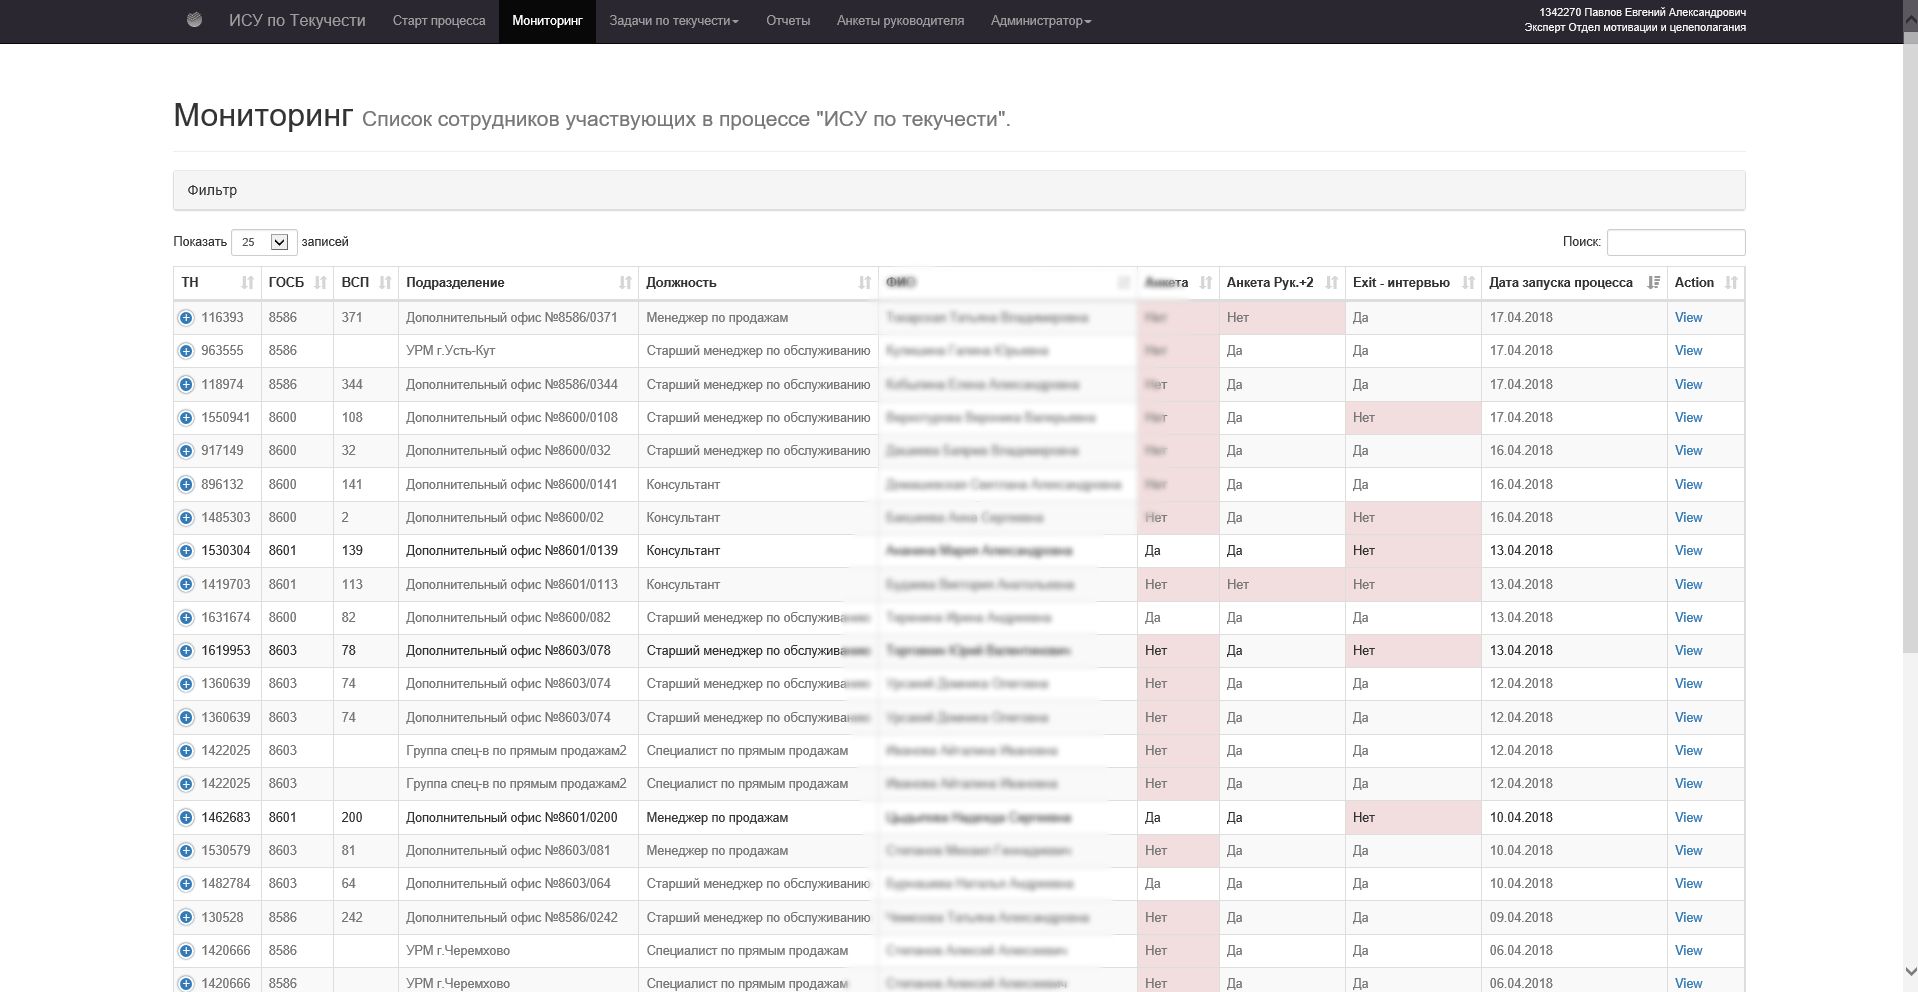 ИСУ по Текучести Старт процесса Мониторинг Задачи по текучести Отчеты Анкеты руководителя Администратор
1342270 Павлов Евгений Александрович
Эксперт Отдел мотивации и целеполагания
Мониторинг Список сотрудников участвующих в процессе "ИСУ по текучести".
Фильтр
Показать 25 записей Поиск:
ТН ГОСБ ВСП Подразделение Должность ФИО Анкета Анкета Рук.+2 Exit - интервью Дата запуска процесса Action
116393 8586 371 Дополнительный офис №8586/0371 Менеджер по продажам Нет Нет Да 17.04.2018 View
963555 8586 УРМ г.Усть-Кут Старший менеджер по обслуживанию Нет Да Да 17.04.2018 View
118974 8586 344 Дополнительный офис №8586/0344 Старший менеджер по обслуживанию Нет Да Да 17.04.2018 View
1550941 8600 108 Дополнительный офис №8600/0108 Старший менеджер по обслуживанию Нет Да Нет 17.04.2018 View
917149 8600 32 Дополнительный офис №8600/032 Старший менеджер по обслуживанию Нет Да Да 16.04.2018 View
896132 8600 141 Дополнительный офис №8600/0141 Консультант Нет Да Да 16.04.2018 View
1485303 8600 2 Дополнительный офис №8600/02 Консультант Нет Да Нет 16.04.2018 View
1530304 8601 139 Дополнительный офис №8601/0139 Консультант Да Да Нет 13.04.2018 View
1419703 8601 113 Дополнительный офис №8601/0113 Консультант Нет Нет Нет 13.04.2018 View
1631674 8600 82 Дополнительный офис №8600/082 Старший менеджер по обслуживанию Да Да Да 13.04.2018 View
1619953 8603 78 Дополнительный офис №8603/078 Старший менеджер по обслуживанию Нет Да Нет 13.04.2018 View
1360639 8603 74 Дополнительный офис №8603/074 Старший менеджер по обслуживанию Нет Да Да 12.04.2018 View
1360639 8603 74 Дополнительный офис №8603/074 Старший менеджер по обслуживанию Нет Да Да 12.04.2018 View
1422025 8603 Группа спец-в по прямым продажам2 Специалист по прямым продажам Нет Да Да 12.04.2018 View
1422025 8603 Группа спец-в по прямым продажам2 Специалист по прямым продажам Нет Да Да 12.04.2018 View
1462683 8601 200 Дополнительный офис №8601/0200 Менеджер по продажам Да Да Нет 10.04.2018 View
1530579 8603 81 Дополнительный офис №8603/081 Менеджер по продажам Нет Да Да 10.04.2018 View
1482784 8603 64 Дополнительный офис №8603/064 Старший менеджер по обслуживанию Да Да Да 10.04.2018 View
130528 8586 242 Дополнительный офис №8586/0242 Старший менеджер по обслуживанию Нет Да Да 09.04.2018 View
1420666 8586 УРМ г.Черемхово Специалист по прямым продажам Нет Да Да 06.04.2018 View
1420666 8586 УРМ г.Черемхово Специалист по прямым продажам Нет Да Да 06.04.2018 View